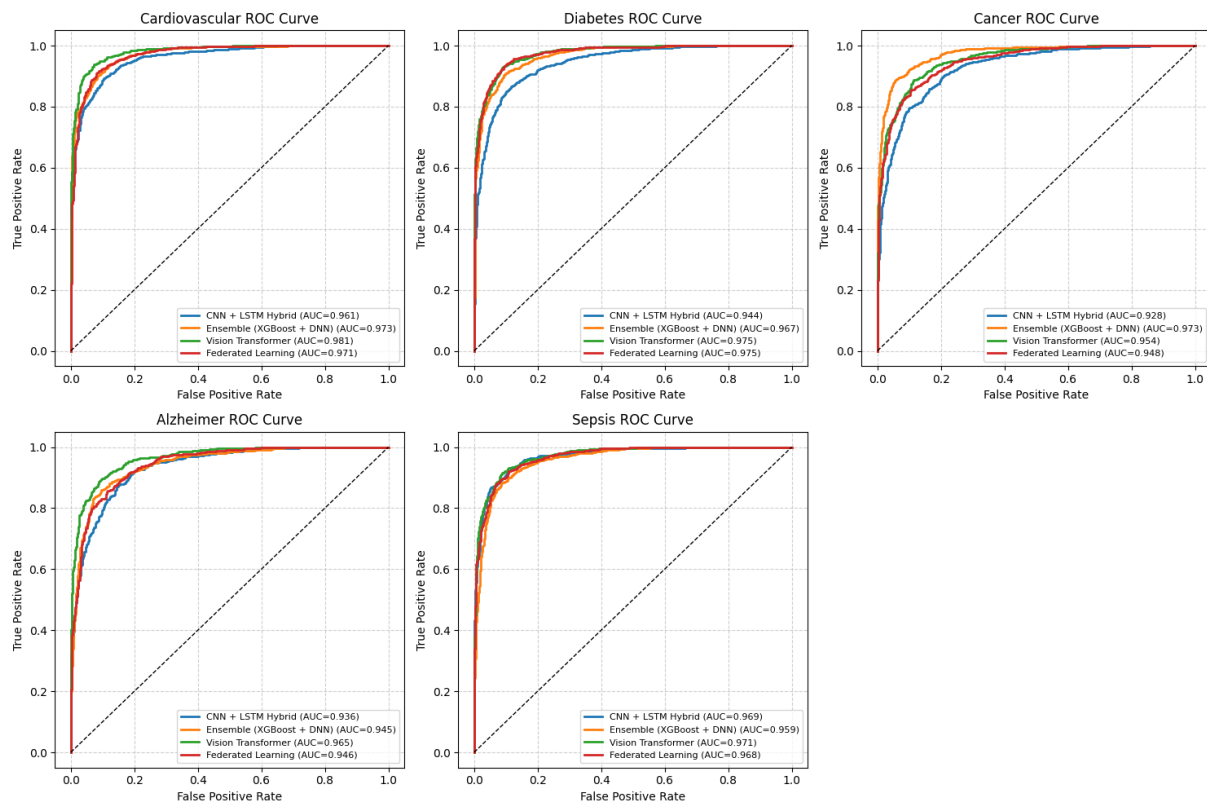 Cardiovascular ROC Curve
True Positive Rate
1.0
0.8
0.6
0.4
0.2
0.0
CNN + LSTM Hybrid (AUC=0.961)
Ensemble (XGBoost + DNN) (AUC=0.973)
Vision Transformer (AUC=0.981)
Federated Learning (AUC=0.971)
0.0 0.2 0.4 0.6 0.8 1.0
False Positive Rate
Diabetes ROC Curve
True Positive Rate
1.0
0.8
0.6
0.4
0.2
0.0
CNN + LSTM Hybrid (AUC=0.944)
Ensemble (XGBoost + DNN) (AUC=0.967)
Vision Transformer (AUC=0.975)
Federated Learning (AUC=0.975)
0.0 0.2 0.4 0.6 0.8 1.0
False Positive Rate
Cancer ROC Curve
True Positive Rate
1.0
0.8
0.6
0.4
0.2
0.0
CNN + LSTM Hybrid (AUC=0.928)
Ensemble (XGBoost + DNN) (AUC=0.973)
Vision Transformer (AUC=0.954)
Federated Learning (AUC=0.948)
0.0 0.2 0.4 0.6 0.8 1.0
False Positive Rate
Alzheimer ROC Curve
True Positive Rate
1.0
0.8
0.6
0.4
0.2
0.0
CNN + LSTM Hybrid (AUC=0.936)
Ensemble (XGBoost + DNN) (AUC=0.945)
Vision Transformer (AUC=0.965)
Federated Learning (AUC=0.946)
0.0 0.2 0.4 0.6 0.8 1.0
False Positive Rate
Sepsis ROC Curve
True Positive Rate
1.0
0.8
0.6
0.4
0.2
0.0
CNN + LSTM Hybrid (AUC=0.969)
Ensemble (XGBoost + DNN) (AUC=0.959)
Vision Transformer (AUC=0.971)
Federated Learning (AUC=0.968)
0.0 0.2 0.4 0.6 0.8 1.0
False Positive Rate